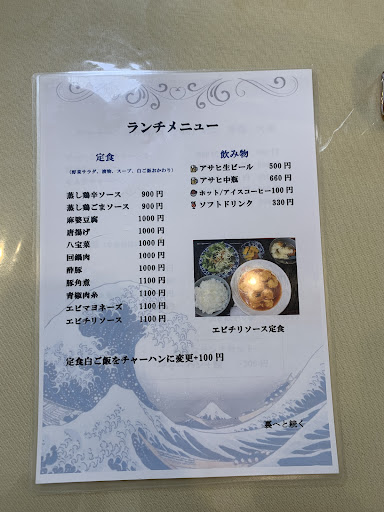 ランチメニュー
定食
(野菜サラダ、漬物、スープ、白ご飯おかわり)
蒸し鶏辛ソース 900円
蒸し鶏ごまソース 900円
麻婆豆腐 1000円
唐揚げ 1000円
八宝菜 1000円
回鍋肉 1000円
酢豚 1100円
豚角煮 1100円
青椒肉糸 1100円
エビマヨネーズ 1100円
エビチリソース 1100円
飲み物
アサヒ生ビール 500円
アサヒ中瓶 660円
ホット/アイスコーヒー100円
ソフトドリンク 330円
エビチリソース定食
定食白ご飯をチャーハンに変更+100円
裏へと続く